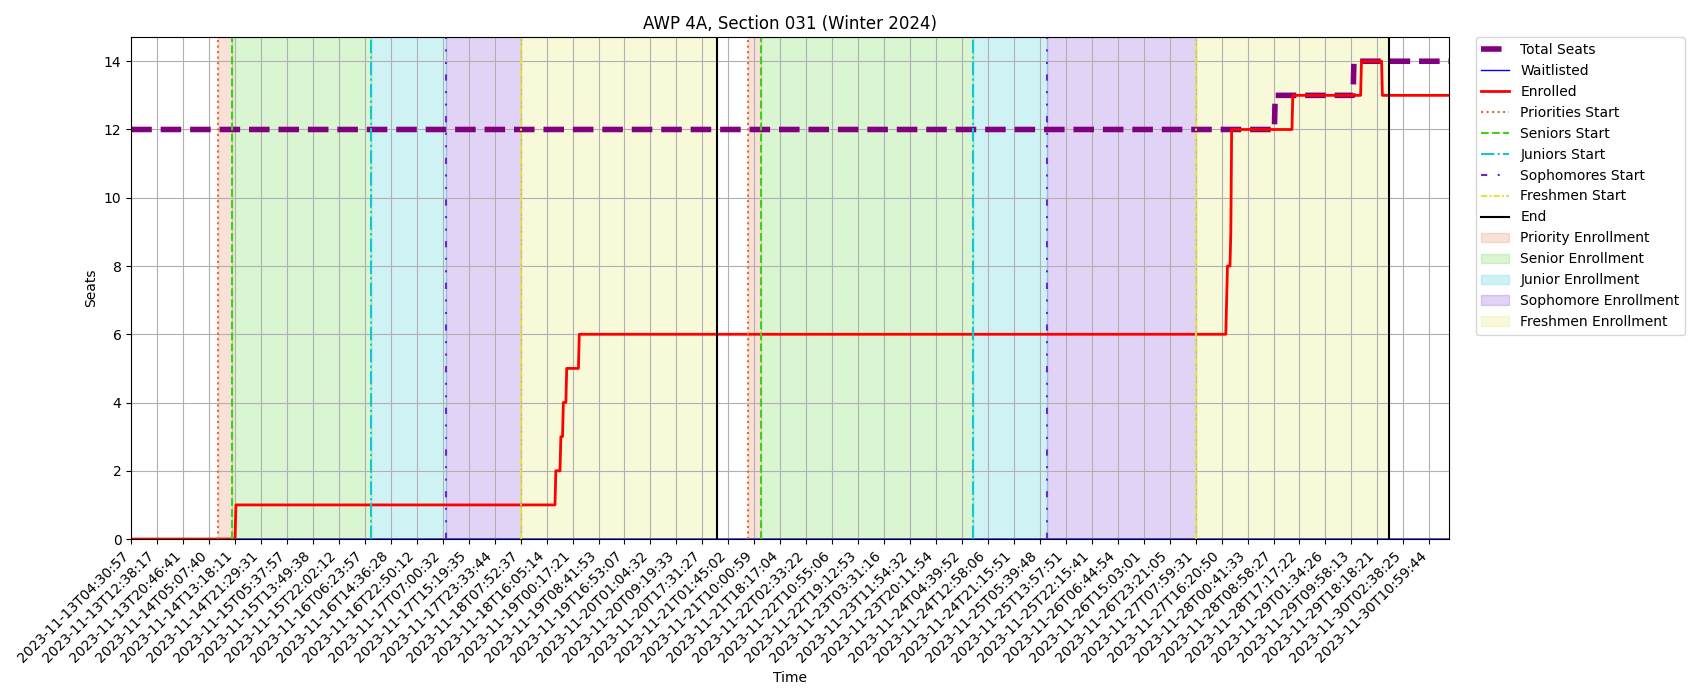 AWP 4A, Section 031 (Winter 2024)
Seats
14
12
10
8
6
4
2
0
2023-11-13T04:30:57
2023-11-13T12:38:17
2023-11-13T20:46:41
2023-11-14T05:07:40
2023-11-14T13:18:11
2023-11-14T21:29:31
2023-11-15T05:37:57
2023-11-15T13:49:38
2023-11-15T22:02:12
2023-11-16T06:23:57
2023-11-16T14:36:28
2023-11-16T22:50:12
2023-11-17T07:00:32
2023-11-17T15:19:35
2023-11-17T23:33:44
2023-11-18T07:52:37
2023-11-18T16:05:14
2023-11-19T00:17:21
2023-11-19T08:41:53
2023-11-19T16:53:07
2023-11-20T01:04:32
2023-11-20T09:19:33
2023-11-20T17:31:27
2023-11-21T01:45:02
2023-11-21T10:00:59
2023-11-21T18:17:04
2023-11-22T02:33:22
2023-11-22T10:55:06
2023-11-22T19:12:53
2023-11-23T03:31:16
2023-11-23T11:54:32
2023-11-23T20:11:54
2023-11-24T04:39:52
2023-11-24T12:58:06
2023-11-24T21:15:51
2023-11-25T05:39:48
2023-11-25T13:57:51
2023-11-25T22:15:41
2023-11-26T06:44:54
2023-11-26T15:03:01
2023-11-26T23:21:05
2023-11-27T07:59:31
2023-11-27T16:20:50
2023-11-28T00:41:33
2023-11-28T08:58:27
2023-11-28T17:17:22
2023-11-29T01:34:26
2023-11-29T09:58:13
2023-11-29T18:18:21
2023-11-30T02:38:25
2023-11-30T10:59:44
Time
Total Seats
Waitlisted
Enrolled
Priorities Start
Seniors Start
Juniors Start
Sophomores Start
Freshmen Start
End
Priority Enrollment
Senior Enrollment
Junior Enrollment
Sophomore Enrollment
Freshmen Enrollment